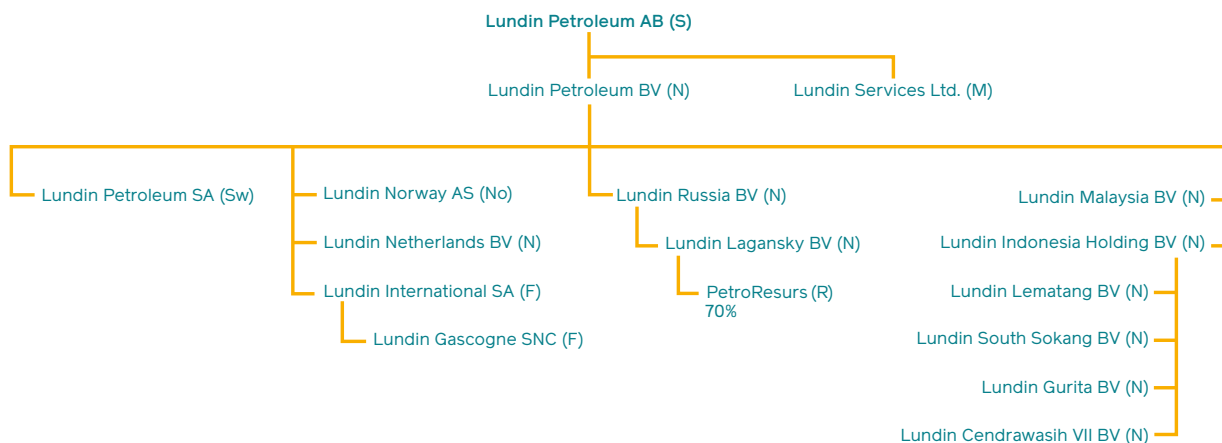 Lundin Petroleum AB (S)
Lundin Petroleum BV (N)
Lundin Services Ltd. (M)
Lundin Petroleum SA (Sw)
Lundin Norway AS (No)
Lundin Netherlands BV (N)
Lundin International SA (F)
Lundin Gascogne SNC (F)
Lundin Russia BV (N)
Lundin Lagansky BV (N)
PetroResurs (R)
70%
Lundin Malaysia BV (N)
Lundin Indonesia Holding BV (N)
Lundin Lematang BV (N)
Lundin South Sokang BV (N)
Lundin Gurita BV (N)
Lundin Cendrawasih VII BV (N)